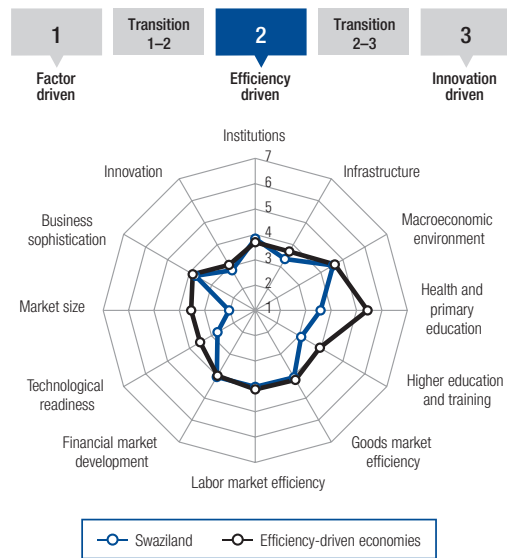 1
Transition
1–2
2
Transition
2–3
3
Factor
driven
Efficiency
driven
Innovation
driven
Institutions
7
6
5
4
3
2
1
Innovation
Infrastructure
Business
sophistication
Macroeconomic
environment
Market size
Health and
primary
education
Technological
readiness
Higher education
and training
Financial market
development
Goods market
efficiency
Labor market efficiency
Swaziland
Efficiency-driven economies